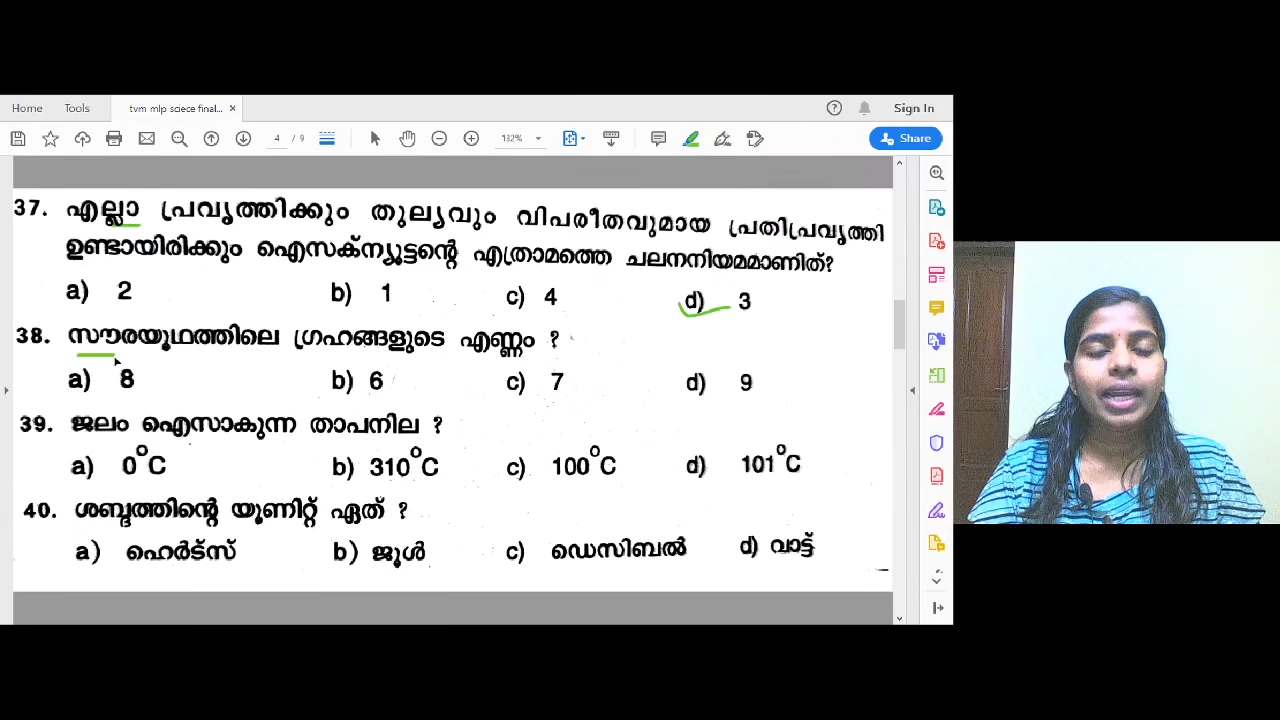 Home Tools tvm mlp sciece final... × Sign In
4 / 9 132% Share
37. എല്ലാ പ്രവൃത്തിക്കും തുല്യവും വിപരീതവുമായ പ്രതിപ്രവൃത്തി
ഉണ്ടായിരിക്കും ഐസക്ന്യൂട്ടന്റെ എത്രാമത്തെ ചലനനിയമമാണിത്?
a) 2 b) 1 c) 4 d) 3
38. സൗരയൂഥത്തിലെ ഗ്രഹങ്ങളുടെ എണ്ണം ?
a) 8 b) 6 c) 7 d) 9
39. ജലം ഐസാകുന്ന താപനില ?
a) 0°C b) 310°C c) 100°C d) 101°C
40. ശബ്ദത്തിന്റെ യൂണിറ്റ് ഏത് ?
a) ഹെർട്സ് b) ജൂൾ c) ഡെസിബൽ d) വാട്ട്